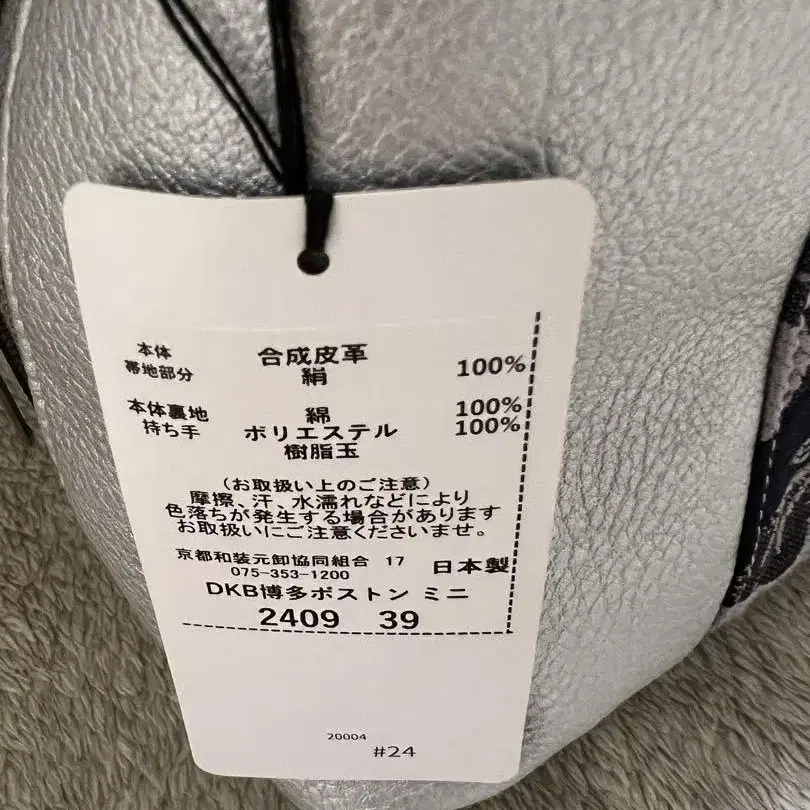 本体 合成皮革
帯地部分 絹 100%
本体裏地 綿 100%
持ち手 ポリエステル 100%
樹脂玉
(お取扱い上のご注意)
摩擦、汗、水濡れなどにより
色落ちが発生する場合があります
お取扱いにご注意くださいませ。
京都和装元卸協同組合 17 日本製
075-353-1200
DKB博多ボストン ミニ
2409 39
20004
#24